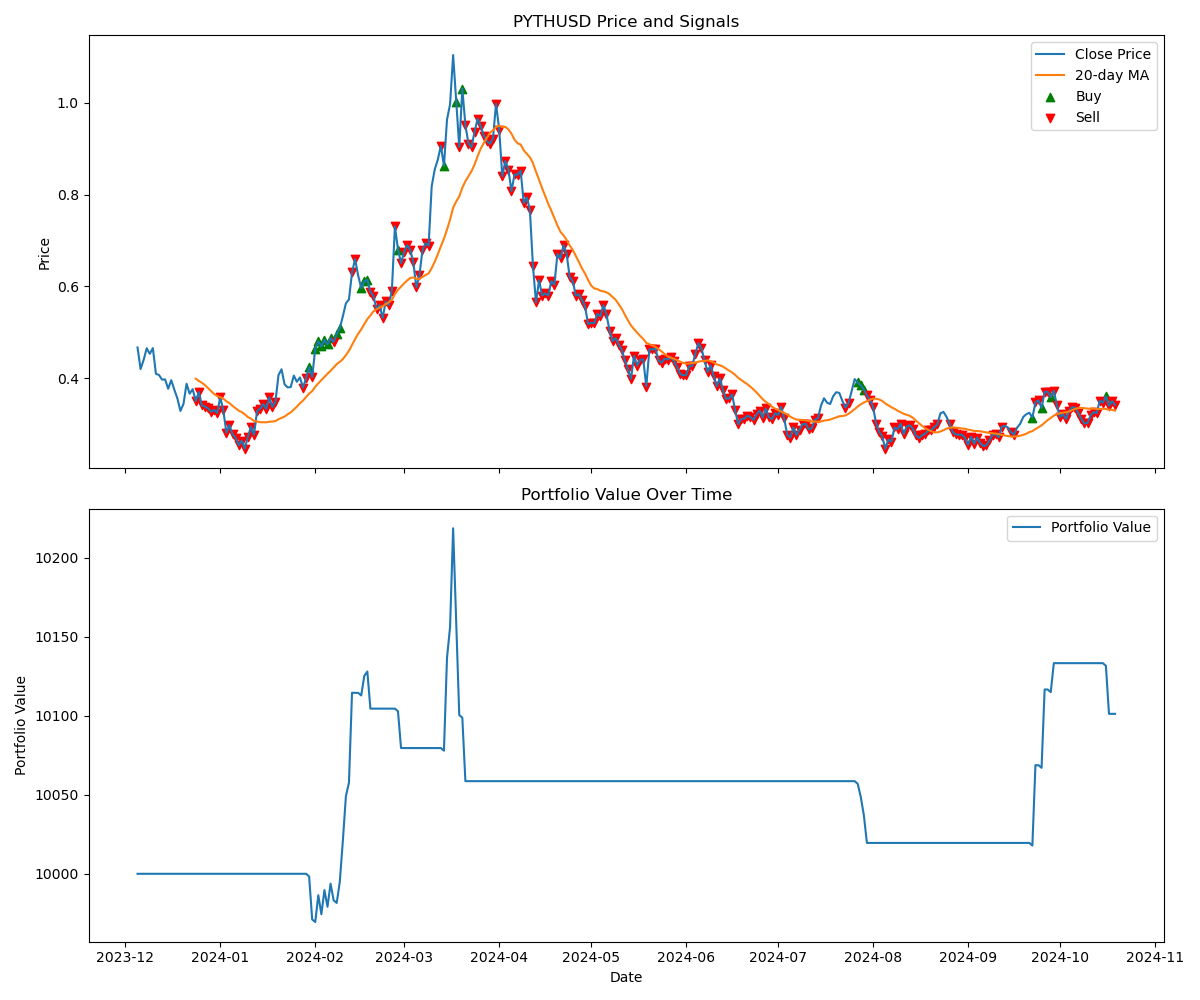 PYTHUSD Price and Signals
Price
1.0
0.8
0.6
0.4
Close Price
20-day MA
Buy
Sell
Portfolio Value Over Time
Portfolio Value
10200
10150
10100
10050
10000
Portfolio Value
2023-12 2024-01 2024-02 2024-03 2024-04 2024-05 2024-06 2024-07 2024-08 2024-09 2024-10 2024-11
Date